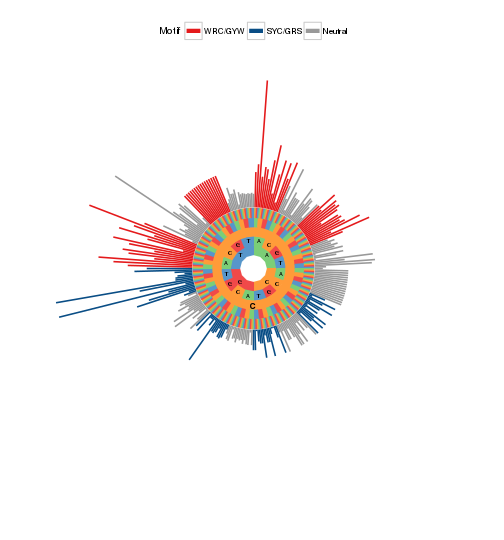 Motif WRC/GYW SYC/GRS Neutral
T A
G C
C T A G
A T
T A
G G C C
C A T G
C